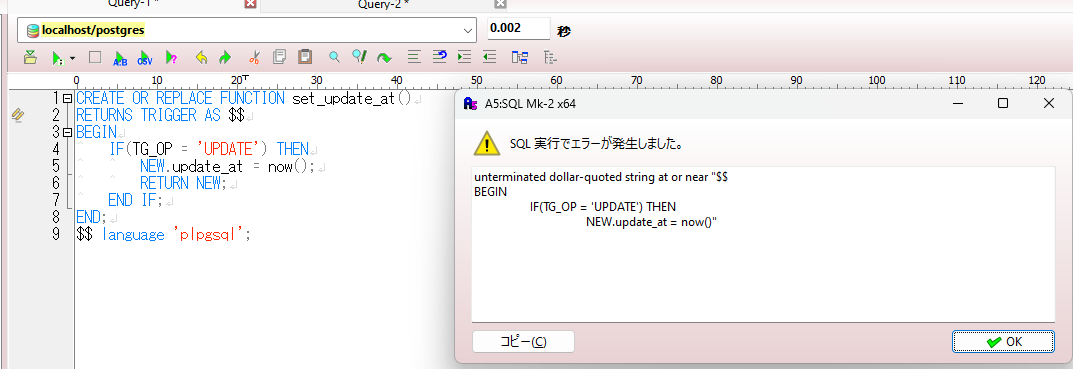 Query-1 *
Query-2 *
localhost/postgres
0.002 秒
A:B OSV
0 10 20 30 40 50 60 70 80 90 100 110 120
1 CREATE OR REPLACE FUNCTION set_update_at()
2 RETURNS TRIGGER AS $$
3 BEGIN
4 IF(TG_OP = 'UPDATE') THEN
5 NEW.update_at = now();
6 RETURN NEW;
7 END IF;
8 END;
9 $$ language 'plpgsql';
A5:SQL Mk-2 x64
SQL 実行でエラーが発生しました。
unterminated dollar-quoted string at or near "$$
BEGIN
IF(TG_OP = 'UPDATE') THEN
NEW.update_at = now()"
コピー(C)
OK